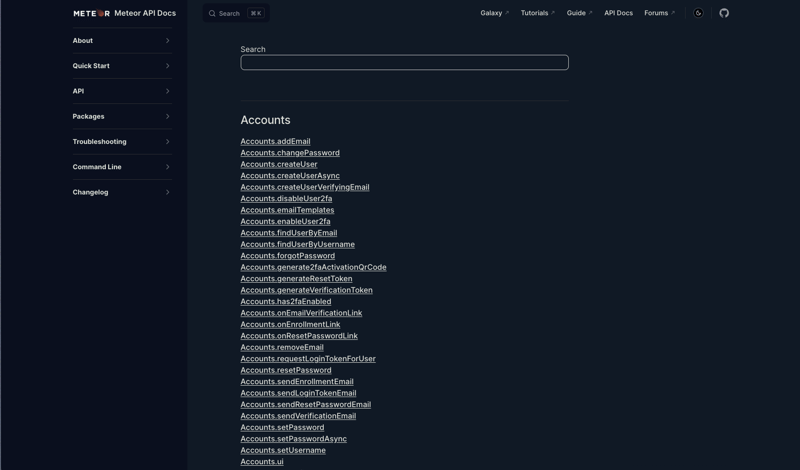 METEOR Meteor API Docs
Search ⌘K
Galaxy ↗ Tutorials ↗ Guide ↗ API Docs Forums ↗
About
Quick Start
API
Packages
Troubleshooting
Command Line
Changelog
Search
Accounts
Accounts.addEmail
Accounts.changePassword
Accounts.createUser
Accounts.createUserAsync
Accounts.createUserVerifyingEmail
Accounts.disableUser2fa
Accounts.emailTemplates
Accounts.enableUser2fa
Accounts.findUserByEmail
Accounts.findUserByUsername
Accounts.forgotPassword
Accounts.generate2faActivationQrCode
Accounts.generateResetToken
Accounts.generateVerificationToken
Accounts.has2faEnabled
Accounts.onEmailVerificationLink
Accounts.onEnrollmentLink
Accounts.onResetPasswordLink
Accounts.removeEmail
Accounts.requestLoginTokenForUser
Accounts.resetPassword
Accounts.sendEnrollmentEmail
Accounts.sendLoginTokenEmail
Accounts.sendResetPasswordEmail
Accounts.sendVerificationEmail
Accounts.setPassword
Accounts.setPasswordAsync
Accounts.setUsername
Accounts.ui